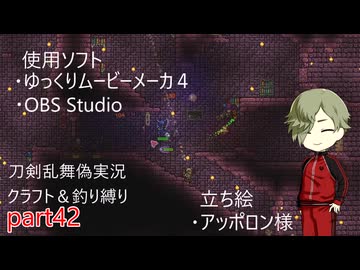 使用ソフト
・ゆっくりムービーメーカ4
・OBS Studio
刀剣乱舞偽実況
クラフト＆釣り縛り
part42
立ち絵
・アッポロン様